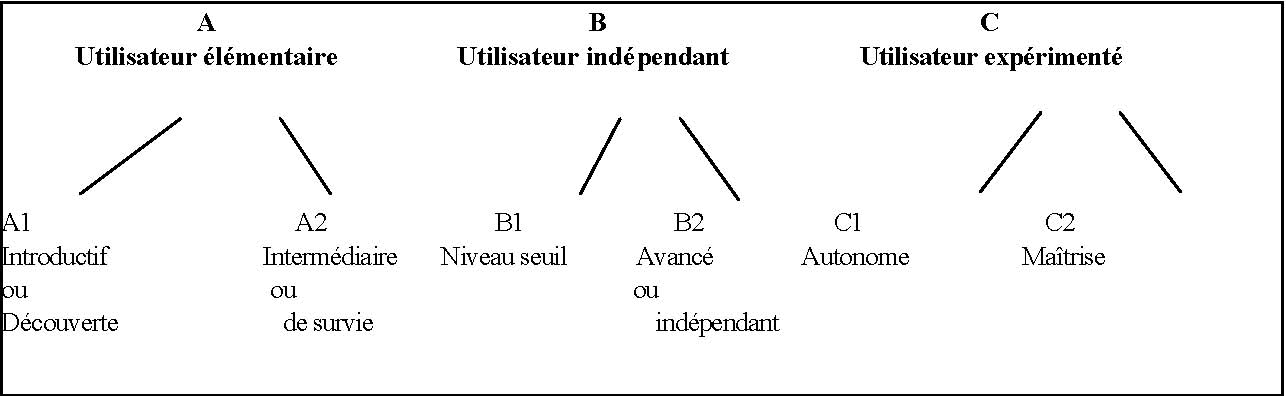 A B C
Utilisateur élémentaire Utilisateur indépendant Utilisateur expérimenté
A1 A2 B1 B2 C1 C2
Introductif Intermédiaire Niveau seuil Avancé Autonome Maîtrise
ou ou ou
Découverte de survie indépendant